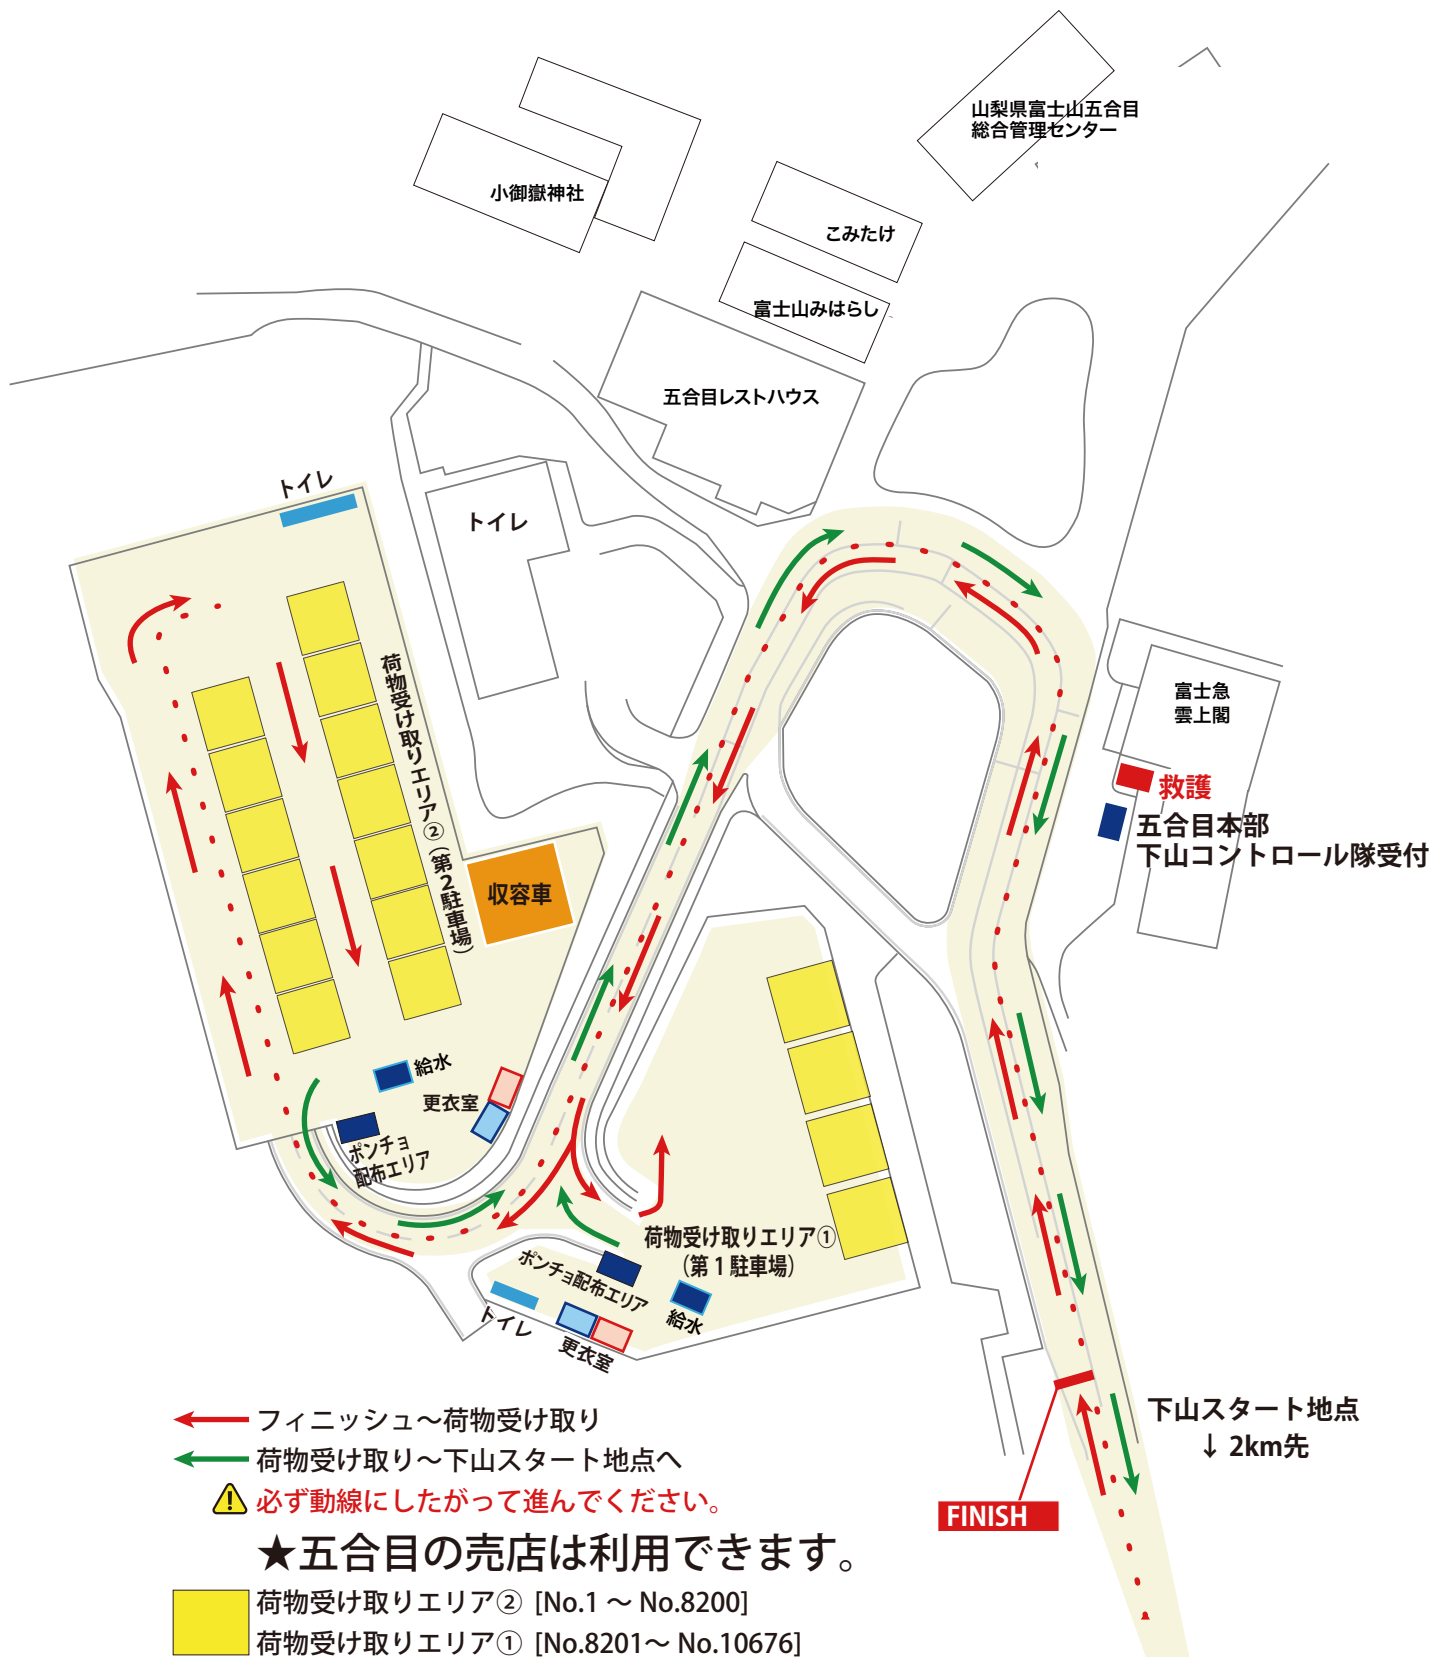 山梨県富士山五合目
総合管理センター
小御嶽神社
こみたけ
富士山みはらし
五合目レストハウス
トイレ
トイレ
荷物受け取りエリア②(第2駐車場)
富士急
雲上閣
救護
五合目本部
下山コントロール隊受付
収容車
給水
更衣室
ポンチョ
配布エリア
荷物受け取りエリア①
(第1駐車場)
ポンチョ配布エリア
給水
トイレ
更衣室
下山スタート地点
↓ 2km先
FINISH
フィニッシュ～荷物受け取り
荷物受け取り～下山スタート地点へ
必ず動線にしたがって進んでください。
★五合目の売店は利用できます。
荷物受け取りエリア② [No.1 ～ No.8200]
荷物受け取りエリア① [No.8201～ No.10676]